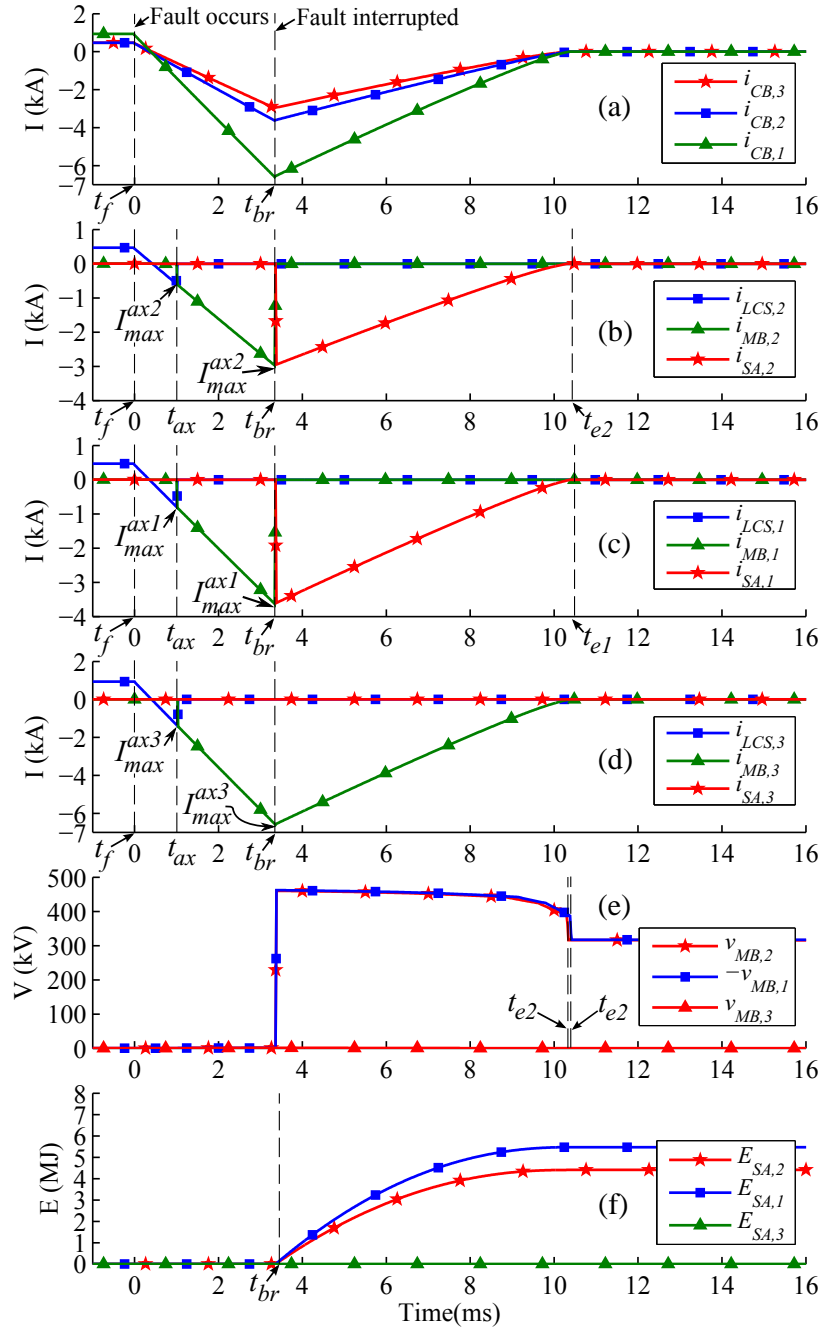 Fault occurs
Fault interrupted
I (kA)
2
0
−2
−4
−6
−7
(a)
i_CB,3
i_CB,2
i_CB,1
t_f 0 2 t_br 4 6 8 10 12 14 16
I (kA)
1
0
−1
−2
−3
−4
I_max^ax2
I_max^ax2
(b)
i_LCS,2
i_MB,2
i_SA,2
t_f 0 t_ax 2 t_br 4 6 8 10 t_e2 12 14 16
I (kA)
1
0
−1
−2
−3
−4
I_max^ax1
I_max^ax1
(c)
i_LCS,1
i_MB,1
i_SA,1
t_f 0 t_ax 2 t_br 4 6 8 10 t_e1 12 14 16
I (kA)
2
1
0
−2
−4
−6
−7
I_max^ax3
I_max^ax3
(d)
i_LCS,3
i_MB,3
i_SA,3
t_f 0 t_ax 2 t_br 4 6 8 10 12 14 16
V (kV)
500
400
300
200
100
0
(e)
v_MB,2
−v_MB,1
v_MB,3
t_e2 t_e2
0 2 4 6 8 10 12 14 16
E (MJ)
8
7
6
5
4
3
2
1
0
(f)
E_SA,2
E_SA,1
E_SA,3
0 2 t_br 4 6 8 10 12 14 16
Time(ms)